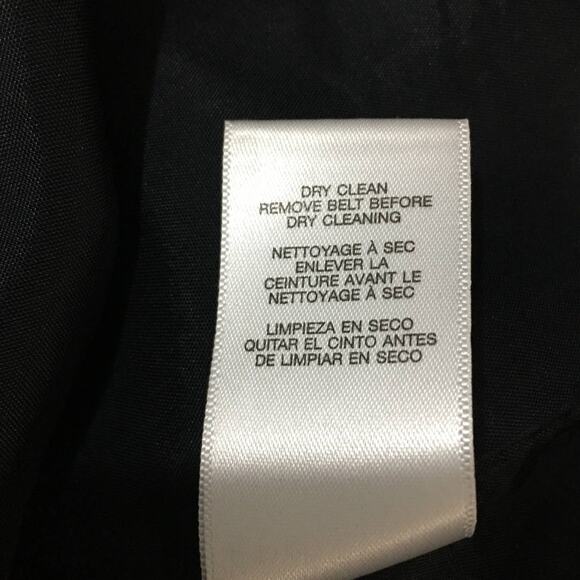 DRY CLEAN
REMOVE BELT BEFORE
DRY CLEANING
NETTOYAGE À SEC
ENLEVER LA
CEINTURE AVANT LE
NETTOYAGE À SEC
LIMPIEZA EN SECO
QUITAR EL CINTO ANTES
DE LIMPIAR EN SECO